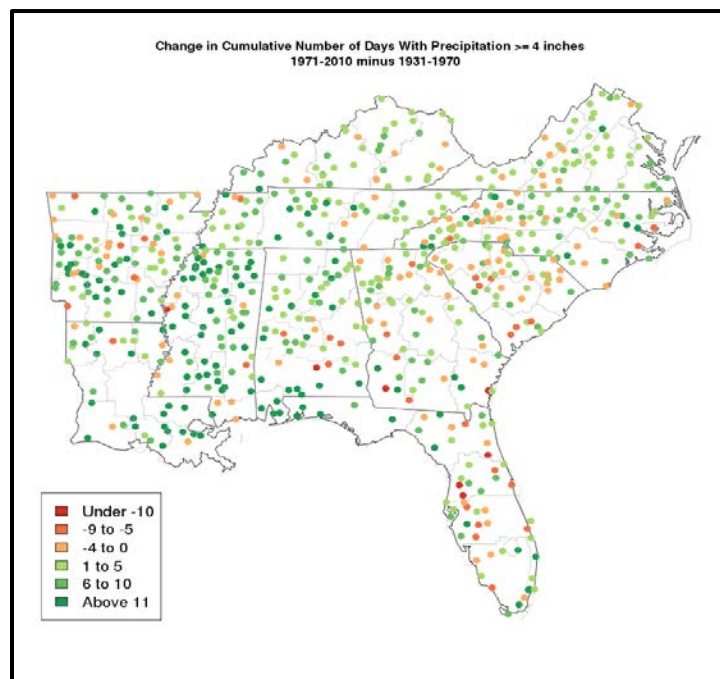 Change in Cumulative Number of Days With Precipitation >= 4 inches
1971-2010 minus 1931-1970
Under -10
-9 to -5
-4 to 0
1 to 5
6 to 10
Above 11